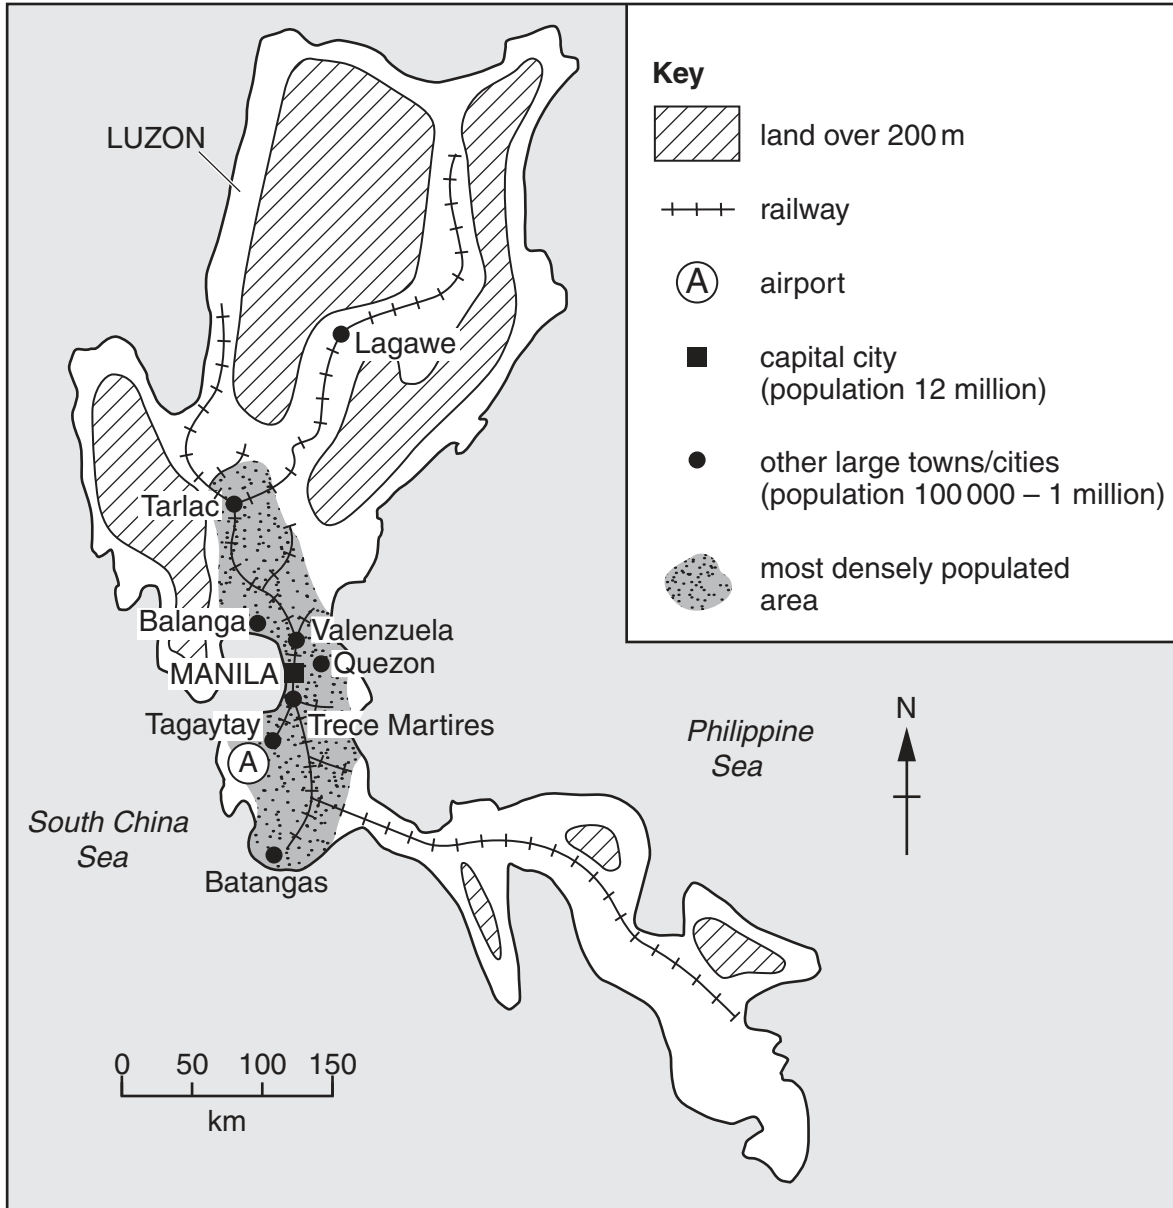 LUZON
Lagawe
Tarlac
Balanga
Valenzuela
Quezon
MANILA
Tagaytay
Trece Martires
A
Batangas
South China
Sea
Philippine
Sea
N
0 50 100 150
km
Key
land over 200 m
railway
A
airport
capital city
(population 12 million)
other large towns/cities
(population 100 000 – 1 million)
most densely populated
area